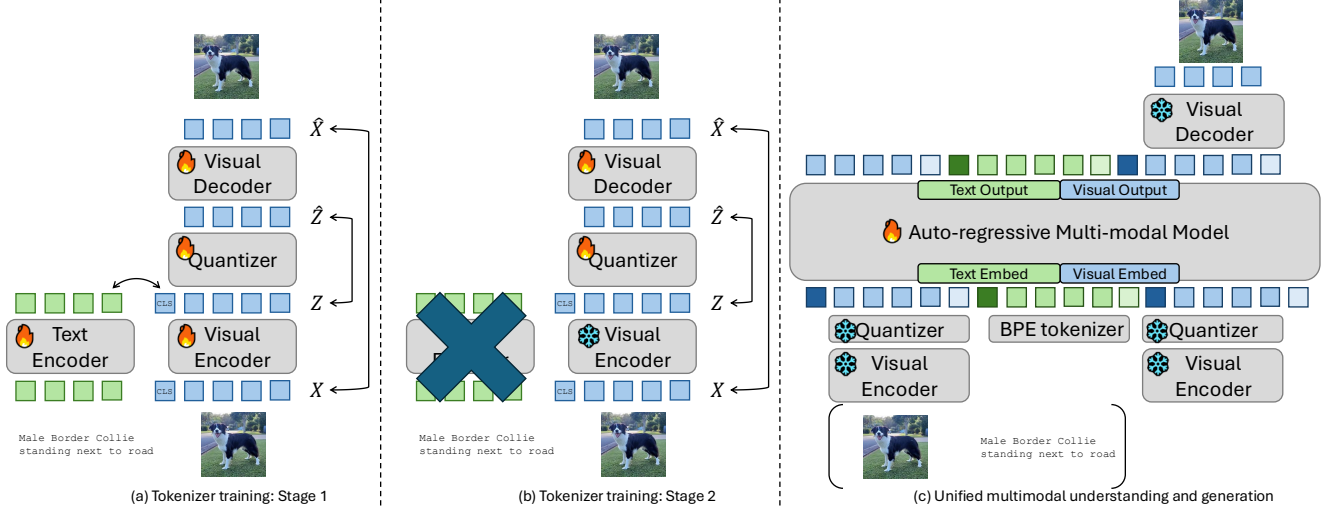 X̂
Visual
Decoder
Ẑ
Quantizer
CLS
Z
Text
Encoder
Visual
Encoder
CLS
X
Male Border Collie
standing next to road
(a) Tokenizer training: Stage 1
X̂
Visual
Decoder
Ẑ
Quantizer
CLS
Z
Visual
Encoder
CLS
X
Male Border Collie
standing next to road
(b) Tokenizer training: Stage 2
Visual
Decoder
Text Output
Visual Output
Auto-regressive Multi-modal Model
Text Embed
Visual Embed
Quantizer
BPE tokenizer
Quantizer
Visual
Encoder
Visual
Encoder
Male Border Collie
standing next to road
(c) Unified multimodal understanding and generation